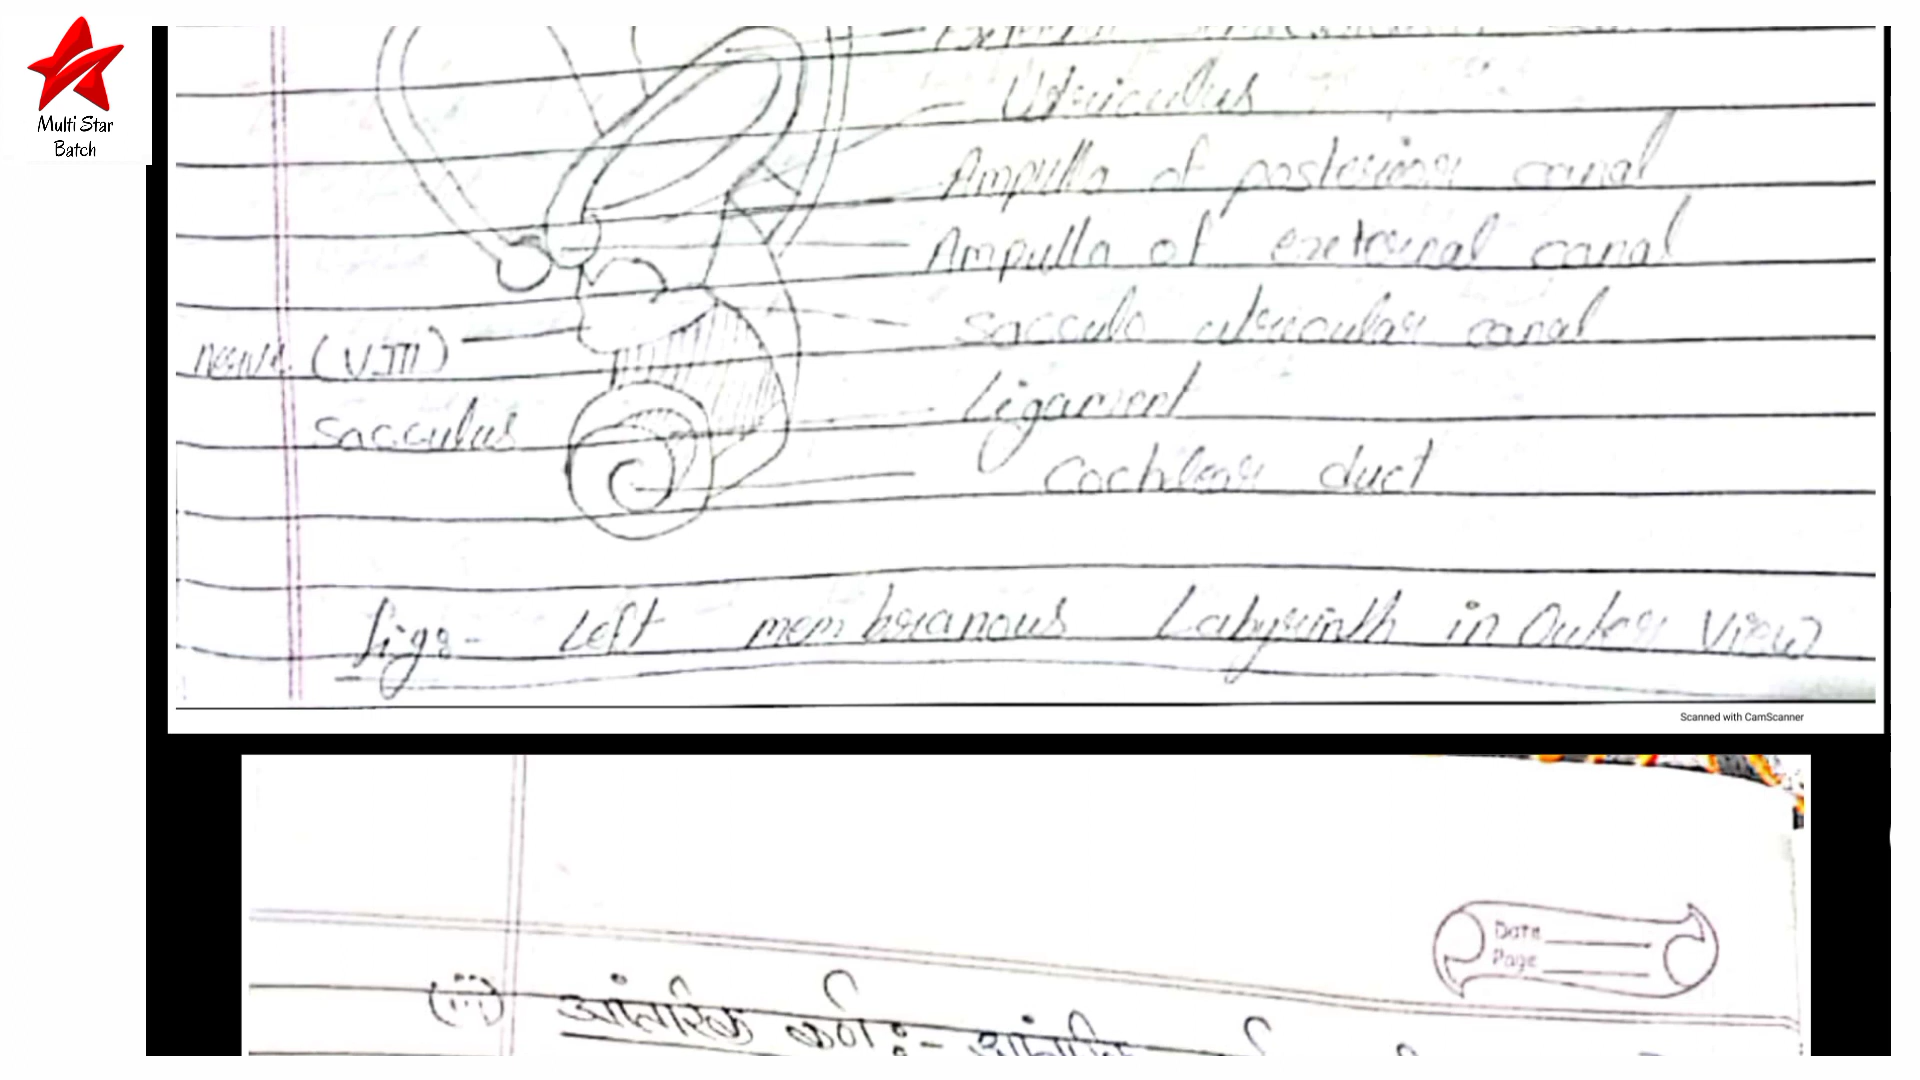 Multi Star
Batch
Utriculus
Ampulla of posterior canal
Ampulla of external canal
Sacculo utricular canal
nerve (VIII)
Ligament
Sacculus
Cochlear duct
fig:- Left membranous Labyrinth in Outer View
Scanned with CamScanner
Date
Page
(iii) आंतरिक कर्ण :- आंतरिक